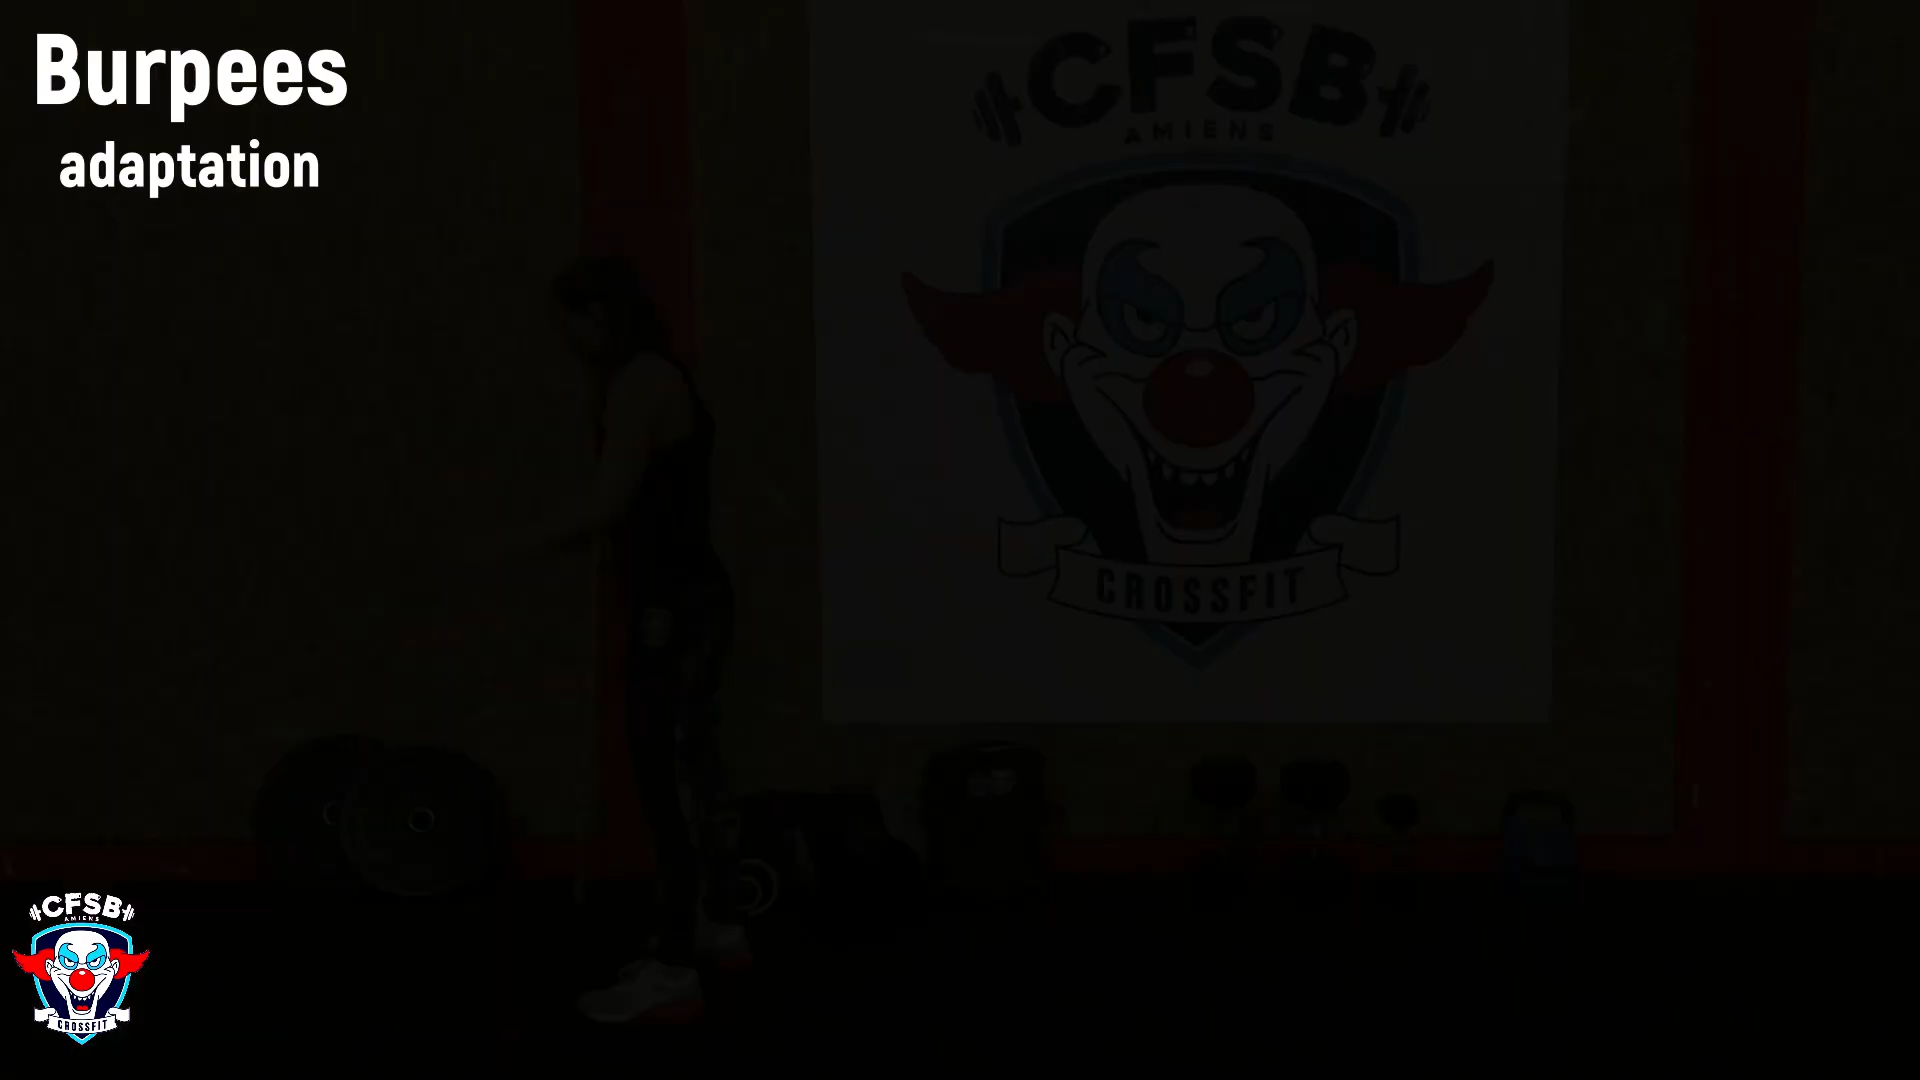 Burpees
adaptation
CFSB
AMIENS
CROSSFIT
CFSB
AMIENS
CROSSFIT